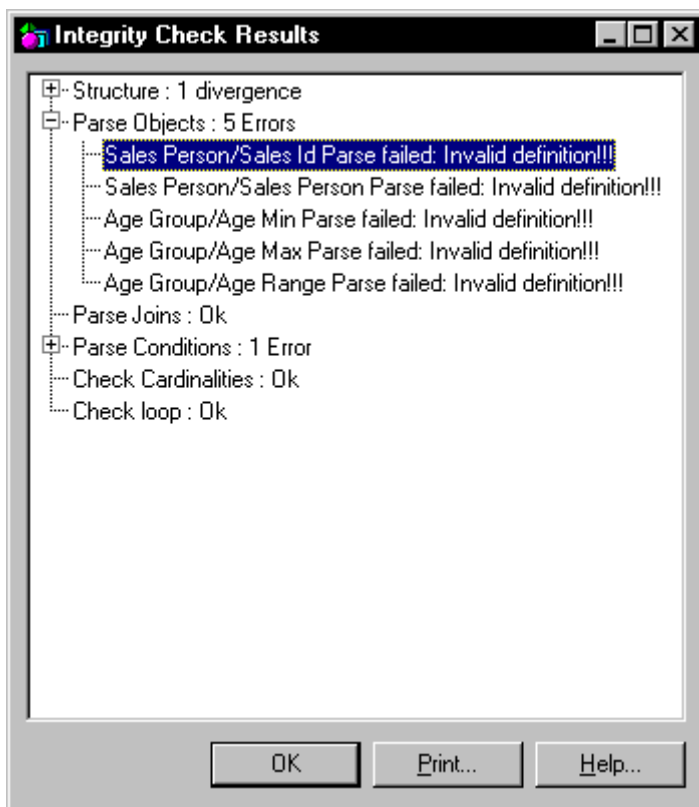 Integrity Check Results
Structure : 1 divergence
Parse Objects : 5 Errors
Sales Person/Sales Id Parse failed: Invalid definition!!!
Sales Person/Sales Person Parse failed: Invalid definition!!!
Age Group/Age Min Parse failed: Invalid definition!!!
Age Group/Age Max Parse failed: Invalid definition!!!
Age Group/Age Range Parse failed: Invalid definition!!!
Parse Joins : Ok
Parse Conditions : 1 Error
Check Cardinalities : Ok
Check loop : Ok
OK Print... Help...